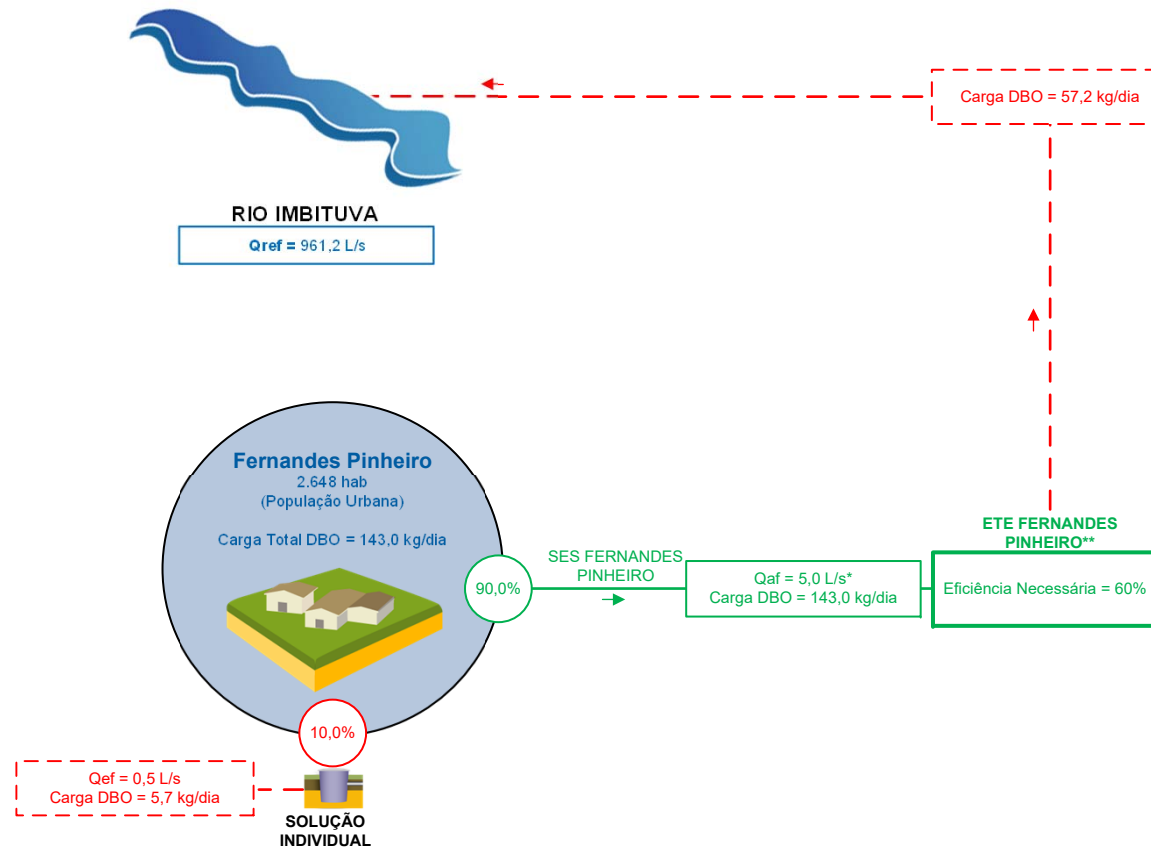 Carga DBO = 57,2 kg/dia
RIO IMBITUVA
Qref = 961,2 L/s
Fernandes Pinheiro
2.648 hab
(População Urbana)
Carga Total DBO = 143,0 kg/dia
90,0%
SES FERNANDES
PINHEIRO
Qaf = 5,0 L/s*
Carga DBO = 143,0 kg/dia
ETE FERNANDES
PINHEIRO**
Eficiência Necessária = 60%
10,0%
Qef = 0,5 L/s
Carga DBO = 5,7 kg/dia
SOLUÇÃO
INDIVIDUAL